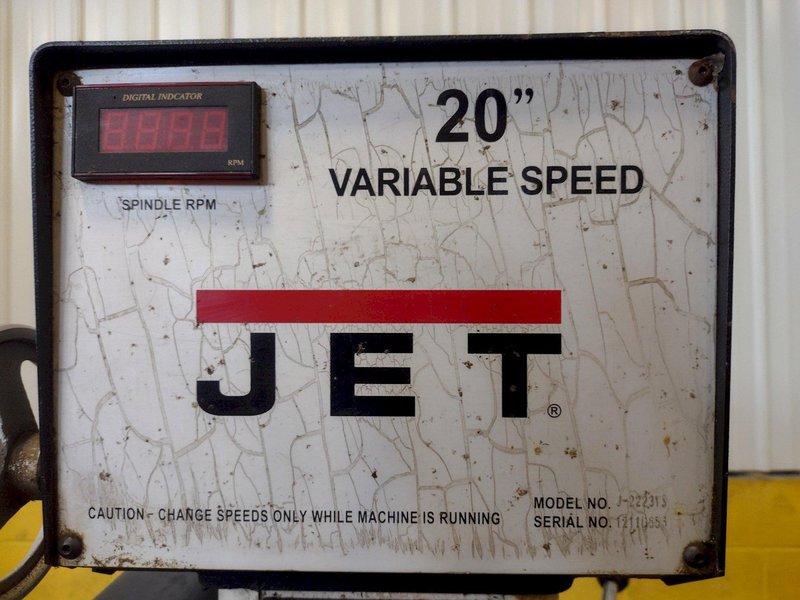 DIGITAL INDCATOR
RPM
SPINDLE RPM
20”
VARIABLE SPEED
JET®
CAUTION - CHANGE SPEEDS ONLY WHILE MACHINE IS RUNNING
MODEL NO.
SERIAL NO.